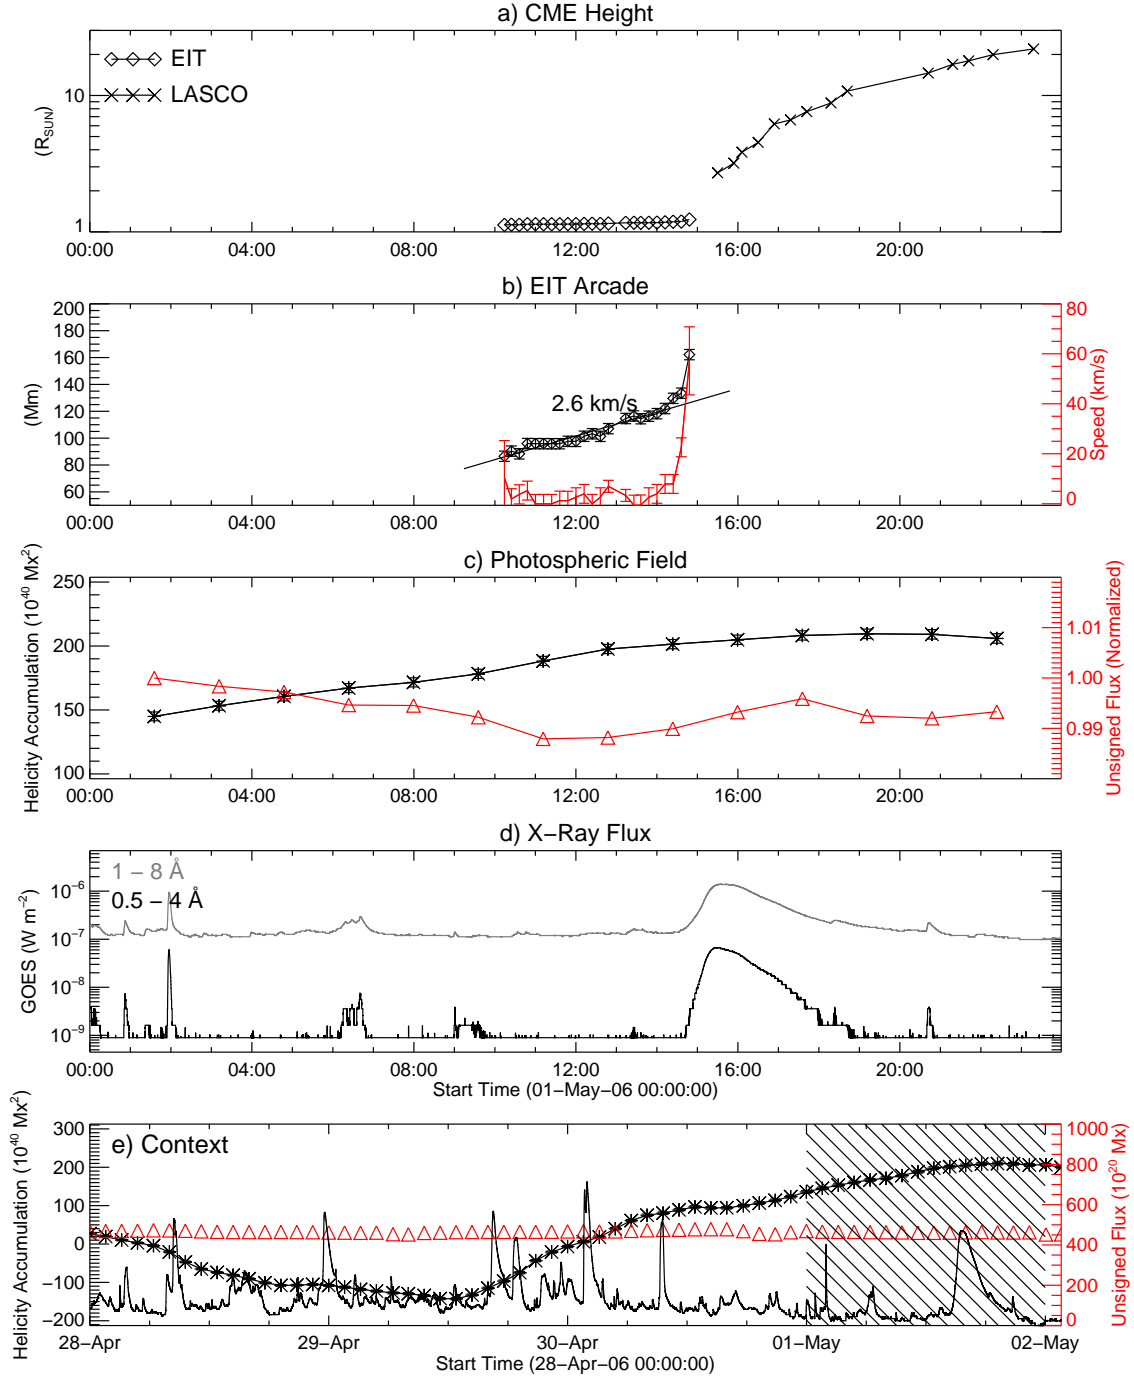 a) CME Height
EIT
LASCO
(R_SUN)
10
1
00:00 04:00 08:00 12:00 16:00 20:00
b) EIT Arcade
(Mm)
200
180
160
140
120
100
80
60
2.6 km/s
80
60
40
20
0
Speed (km/s)
00:00 04:00 08:00 12:00 16:00 20:00
c) Photospheric Field
Helicity Accumulation (10^40 Mx^2)
250
200
150
100
1.01
1.00
0.99
Unsigned Flux (Normalized)
00:00 04:00 08:00 12:00 16:00 20:00
d) X−Ray Flux
1 − 8 Å
0.5 − 4 Å
GOES (W m^−2)
10^−6
10^−7
10^−8
10^−9
00:00 04:00 08:00 12:00 16:00 20:00
Start Time (01−May−06 00:00:00)
e) Context
Helicity Accumulation (10^40 Mx^2)
300
200
100
0
−100
−200
1000
800
600
400
200
0
Unsigned Flux (10^20 Mx)
28−Apr 29−Apr 30−Apr 01−May 02−May
Start Time (28−Apr−06 00:00:00)